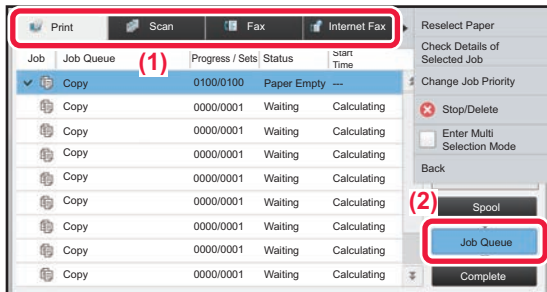 Print Scan Fax Internet Fax
Job Job Queue Progress / Sets Status Start Time
(1)
Copy 0100/0100 Paper Empty ---
Copy 0000/0001 Waiting Calculating
Copy 0000/0001 Waiting Calculating
Copy 0000/0001 Waiting Calculating
Copy 0000/0001 Waiting Calculating
Copy 0000/0001 Waiting Calculating
Copy 0000/0001 Waiting Calculating
Copy 0000/0001 Waiting Calculating
Copy 0000/0001 Waiting Calculating
Reselect Paper
Check Details of
Selected Job
Change Job Priority
Stop/Delete
Enter Multi
Selection Mode
Back
(2)
Spool
Job Queue
Complete